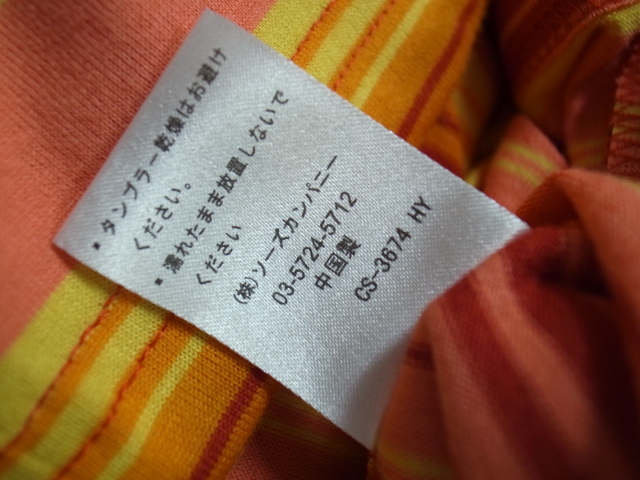 ・タンブラー乾燥はお避け
ください。
・濡れたまま放置しないで
ください
(株)ソーズカンパニー
03-5724-5712
中国製
CS-3674 HY